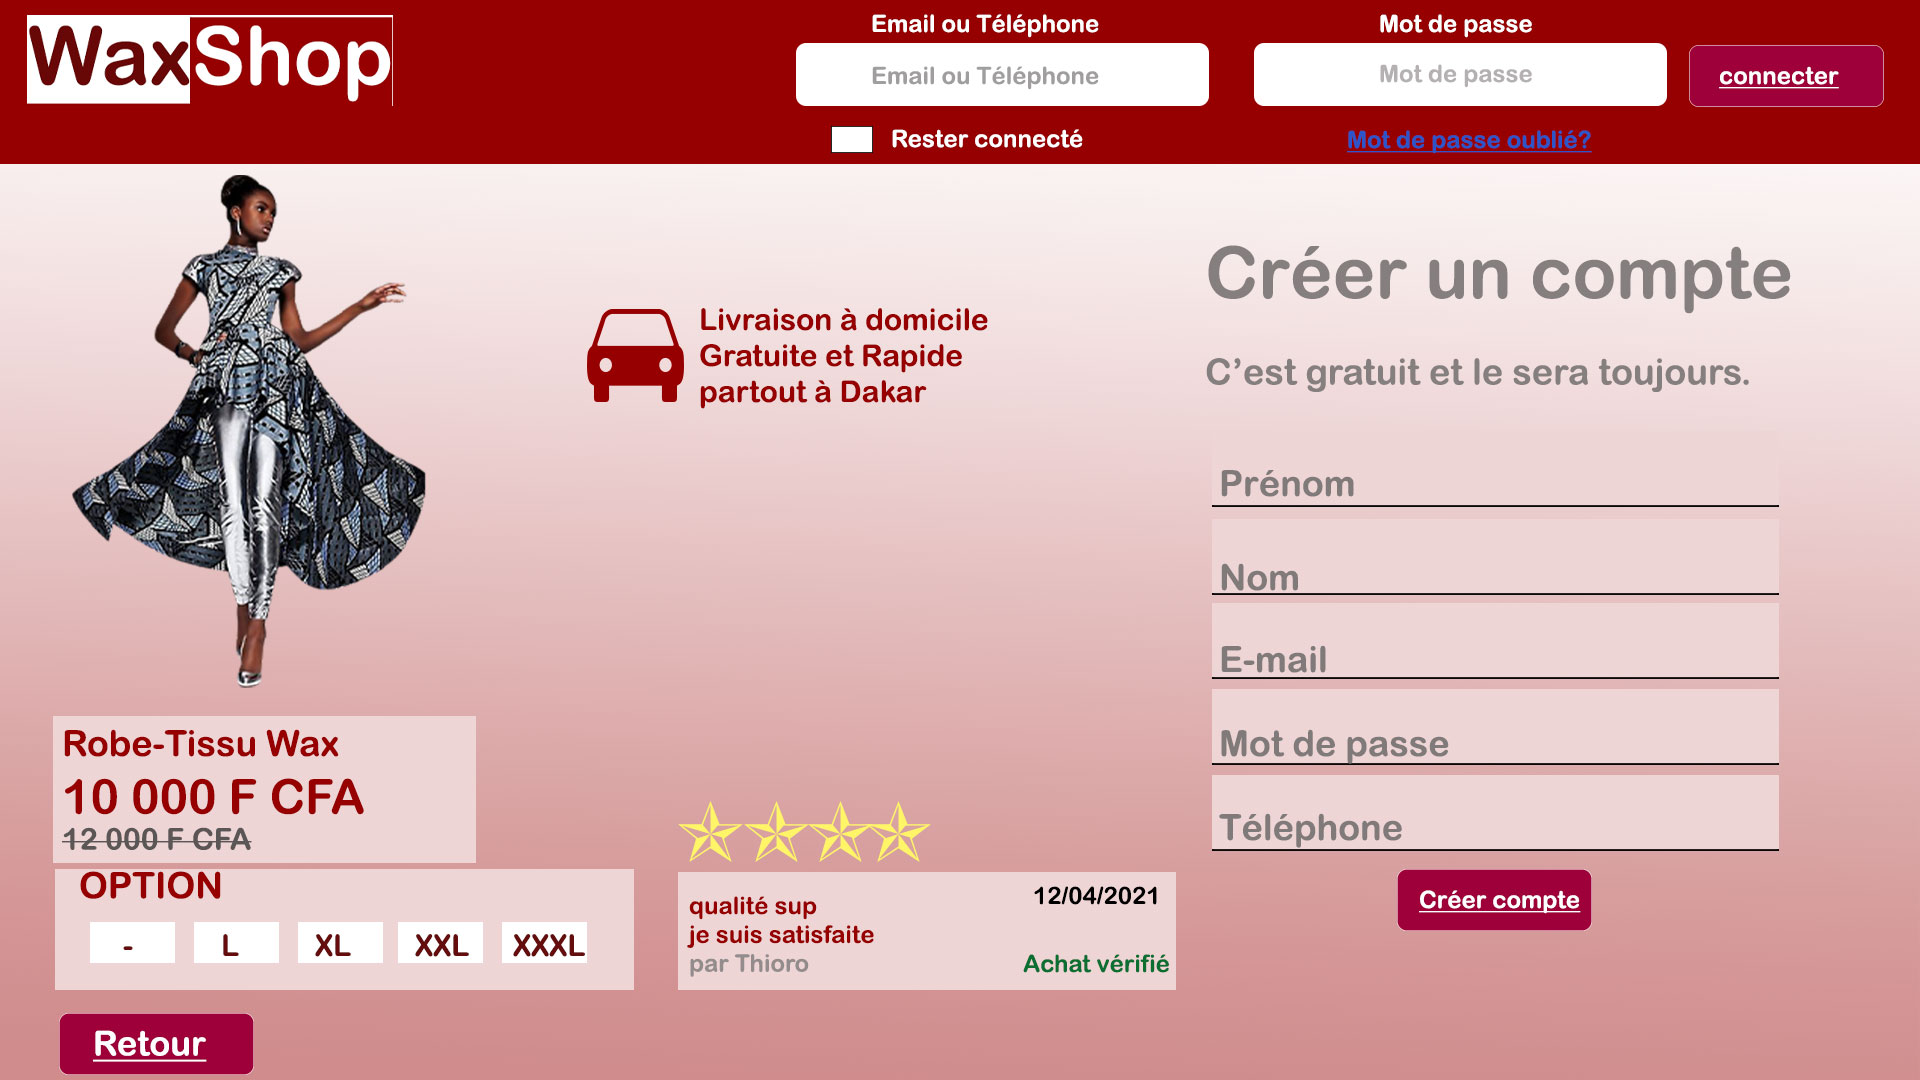 WaxShop
Email ou Téléphone
Mot de passe
Email ou Téléphone
Mot de passe
connecter
Rester connecté
Mot de passe oublié?
Livraison à domicile
Gratuite et Rapide
partout à Dakar
Créer un compte
C'est gratuit et le sera toujours.
Prénom
Nom
E-mail
Mot de passe
Téléphone
Créer compte
Robe-Tissu Wax
10 000 F CFA
12 000 F CFA
OPTION
- L XL XXL XXXL
qualité sup
je suis satisfaite
par Thioro
12/04/2021
Achat vérifié
Retour